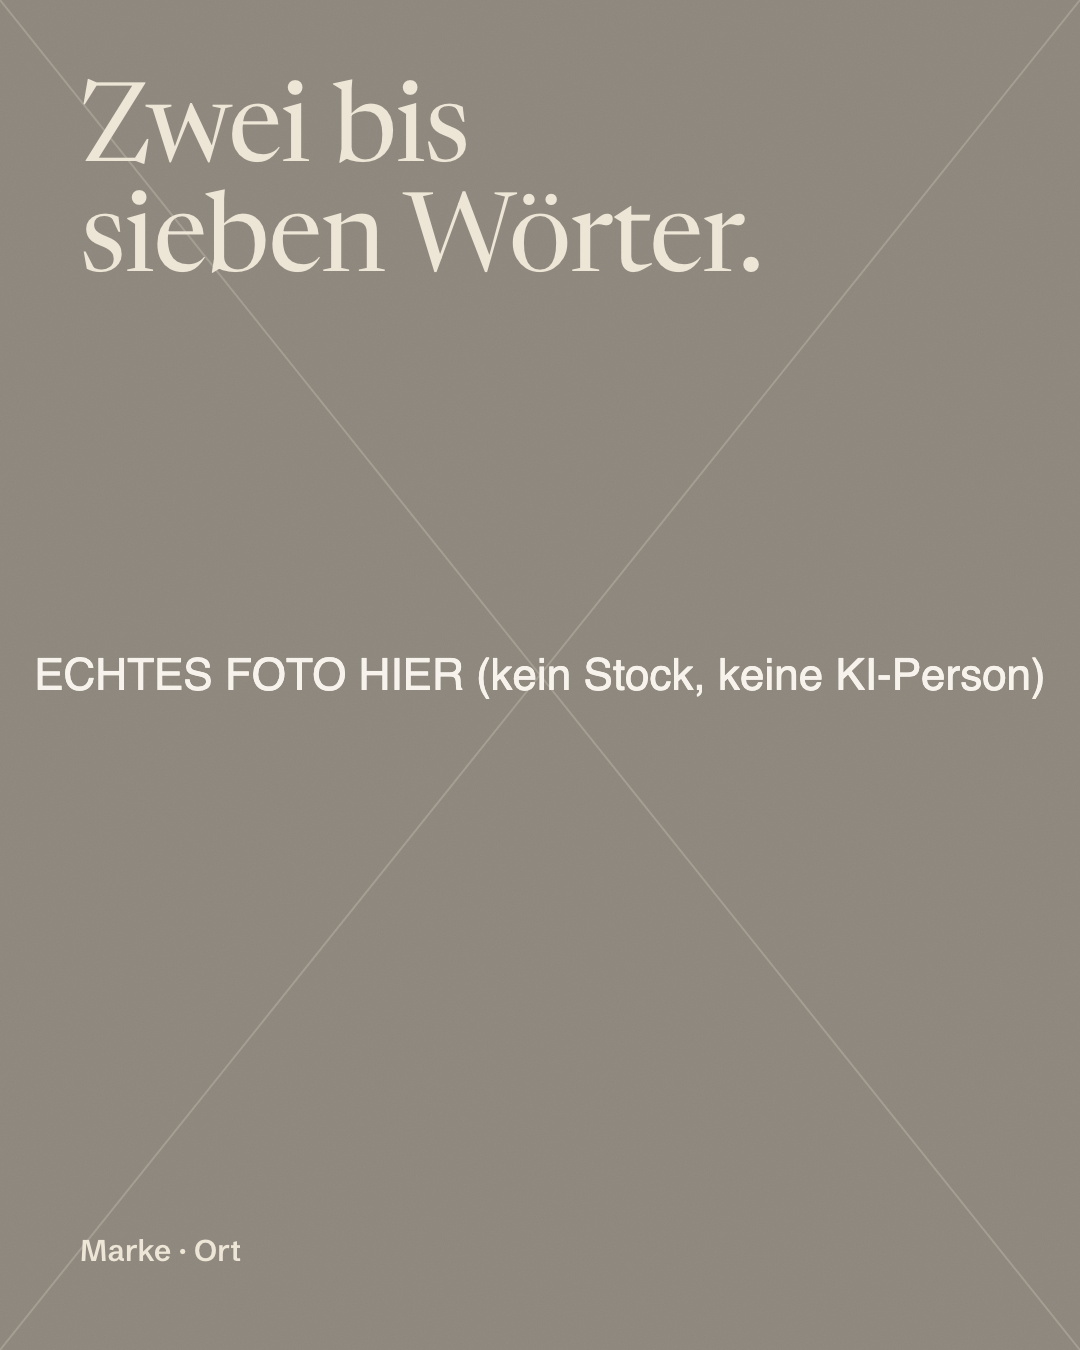 Zwei bis
sieben Wörter.
ECHTES FOTO HIER (kein Stock, keine KI-Person)
Marke · Ort